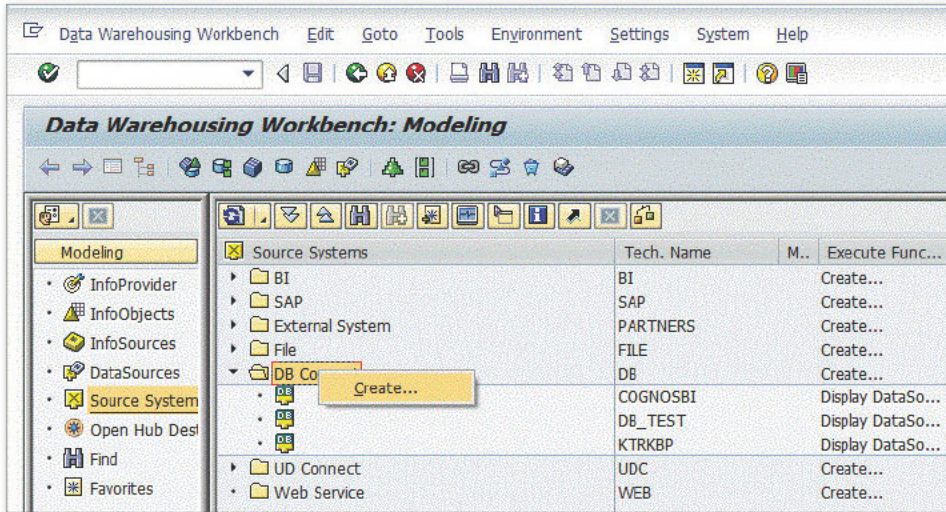 Data Warehousing Workbench Edit Goto Tools Environment Settings System Help
Data Warehousing Workbench: Modeling
Modeling
InfoProvider
InfoObjects
InfoSources
DataSources
Source System
Open Hub Dest
Find
Favorites
Source Systems Tech. Name M.. Execute Func...
BI BI Create...
SAP SAP Create...
External System PARTNERS Create...
File FILE Create...
DB Co DB Create...
Create...
DB COGNOSBI Display DataSo...
DB DB_TEST Display DataSo...
DB KTRKBP Display DataSo...
UD Connect UDC Create...
Web Service WEB Create...